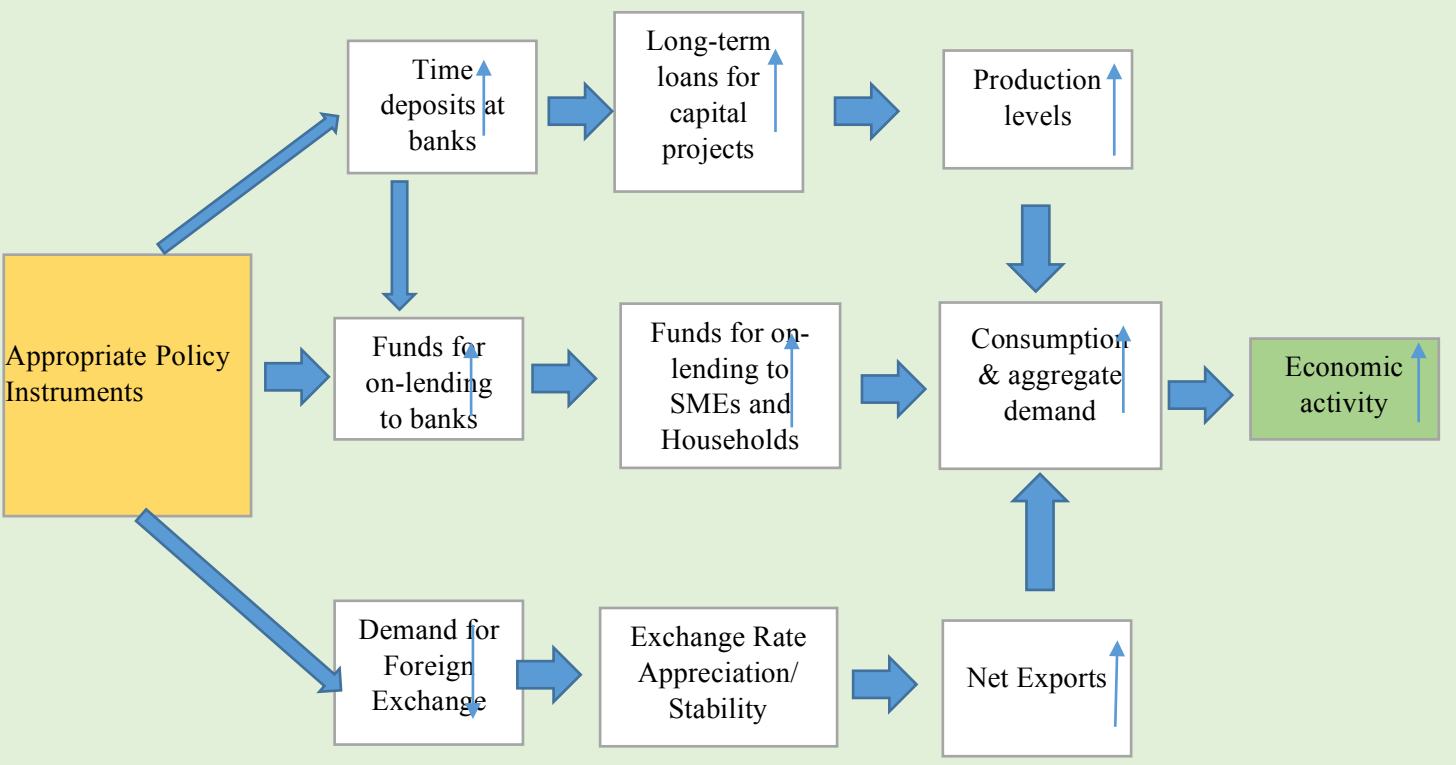 Time
deposits at
banks
Long-term
loans for
capital
projects
Production
levels
Appropriate Policy
Instruments
Funds for
on-lending
to banks
Funds for on-
lending to
SMEs and
Households
Consumption
& aggregate
demand
Economic
activity
Demand for
Foreign
Exchange
Exchange Rate
Appreciation/
Stability
Net Exports